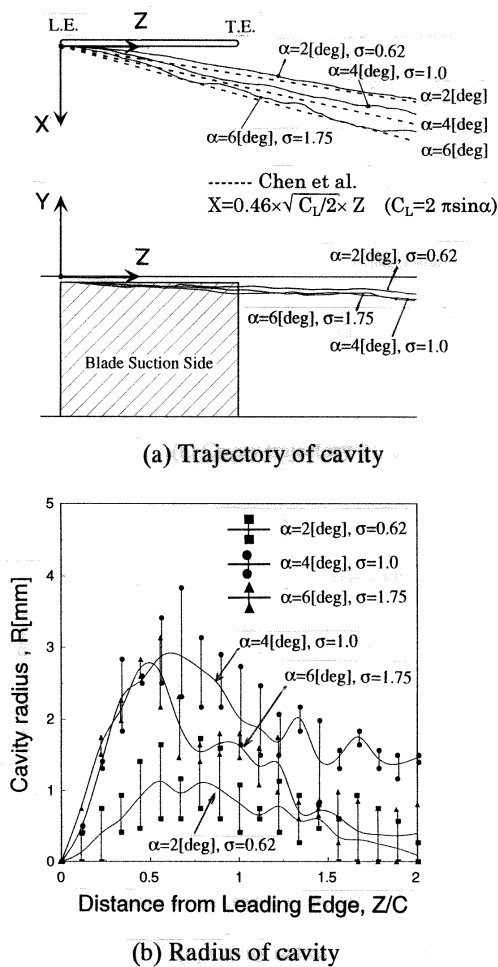 L.E.
Z
T.E.
X
α=2[deg], σ=0.62
α=4[deg], σ=1.0
α=2[deg]
α=4[deg]
α=6[deg], σ=1.75
α=6[deg]
------ Chen et al.
X=0.46×√C_L/2× Z (C_L=2 πsinα)
Y
Z
α=2[deg], σ=0.62
α=6[deg], σ=1.75
α=4[deg], σ=1.0
Blade Suction Side
(a) Trajectory of cavity
5
4
3
2
1
0
Cavity radius , R[mm]
α=2[deg], σ=0.62
α=4[deg], σ=1.0
α=6[deg], σ=1.75
α=4[deg], σ=1.0
α=6[deg], σ=1.75
α=2[deg], σ=0.62
0 0.5 1 1.5 2
Distance from Leading Edge, Z/C
(b) Radius of cavity